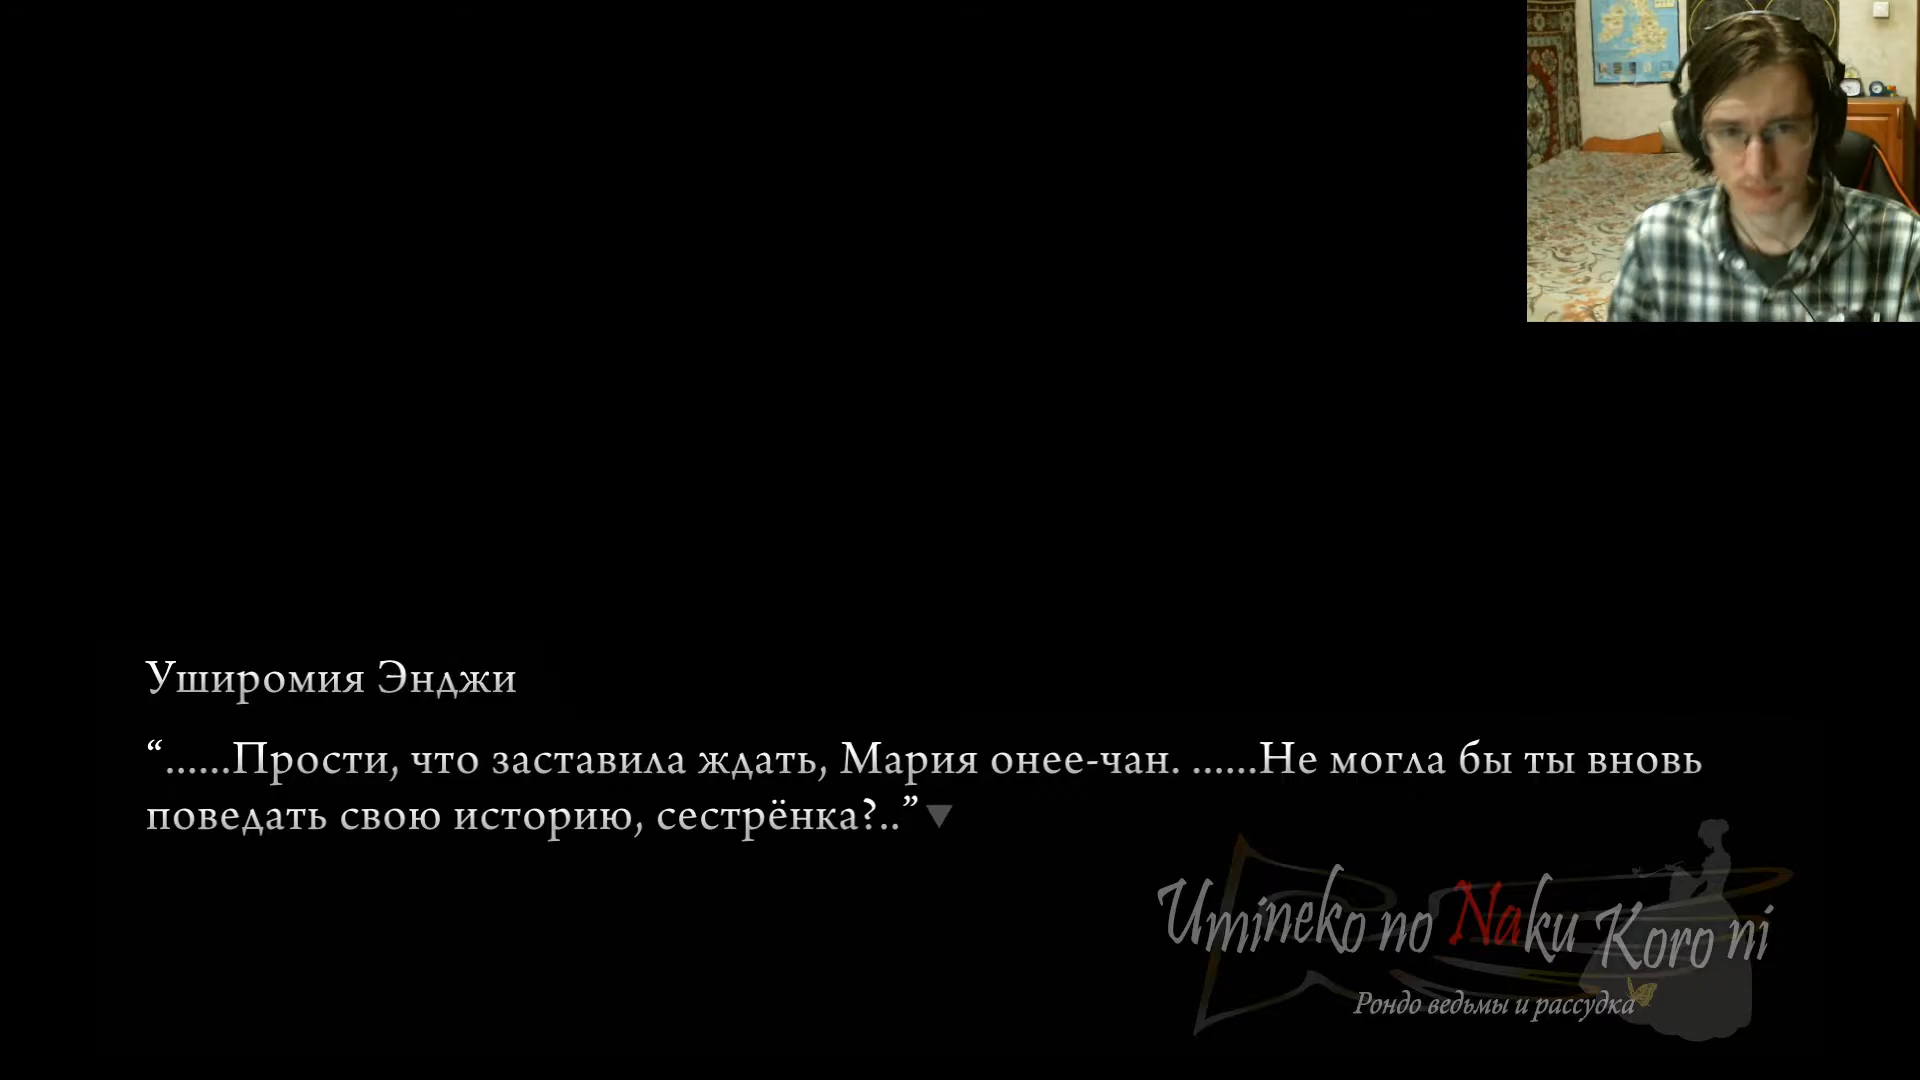 Уширомия Энджи
“......Прости, что заставила ждать, Мария онее-чан. ......Не могла бы ты вновь
поведать свою историю, сестрёнка?..”
Umineko no Naku Koro ni
Рондо ведьмы и рассудка